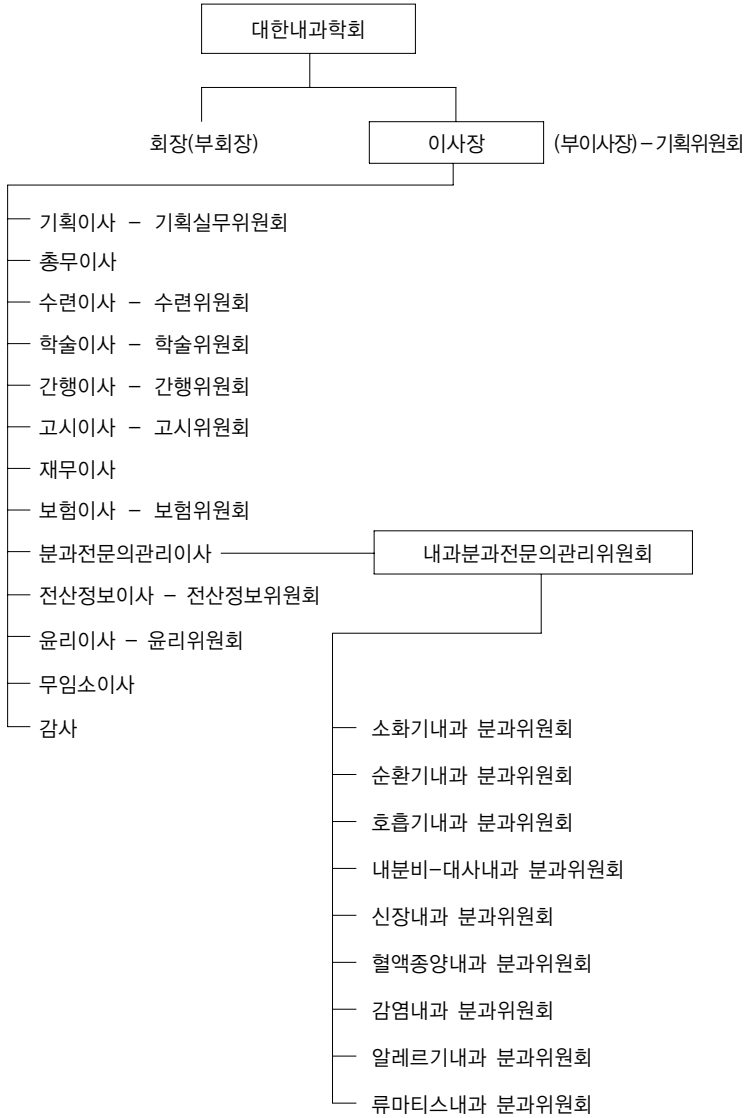 대한내과학회
회장(부회장)
이사장
(부이사장)–기획위원회
기획이사 – 기획실무위원회
총무이사
수련이사 – 수련위원회
학술이사 – 학술위원회
간행이사 – 간행위원회
고시이사 – 고시위원회
재무이사
보험이사 – 보험위원회
분과전문의관리이사
내과분과전문의관리위원회
전산정보이사 – 전산정보위원회
윤리이사 – 윤리위원회
무임소이사
감사
소화기내과 분과위원회
순환기내과 분과위원회
호흡기내과 분과위원회
내분비–대사내과 분과위원회
신장내과 분과위원회
혈액종양내과 분과위원회
감염내과 분과위원회
알레르기내과 분과위원회
류마티스내과 분과위원회